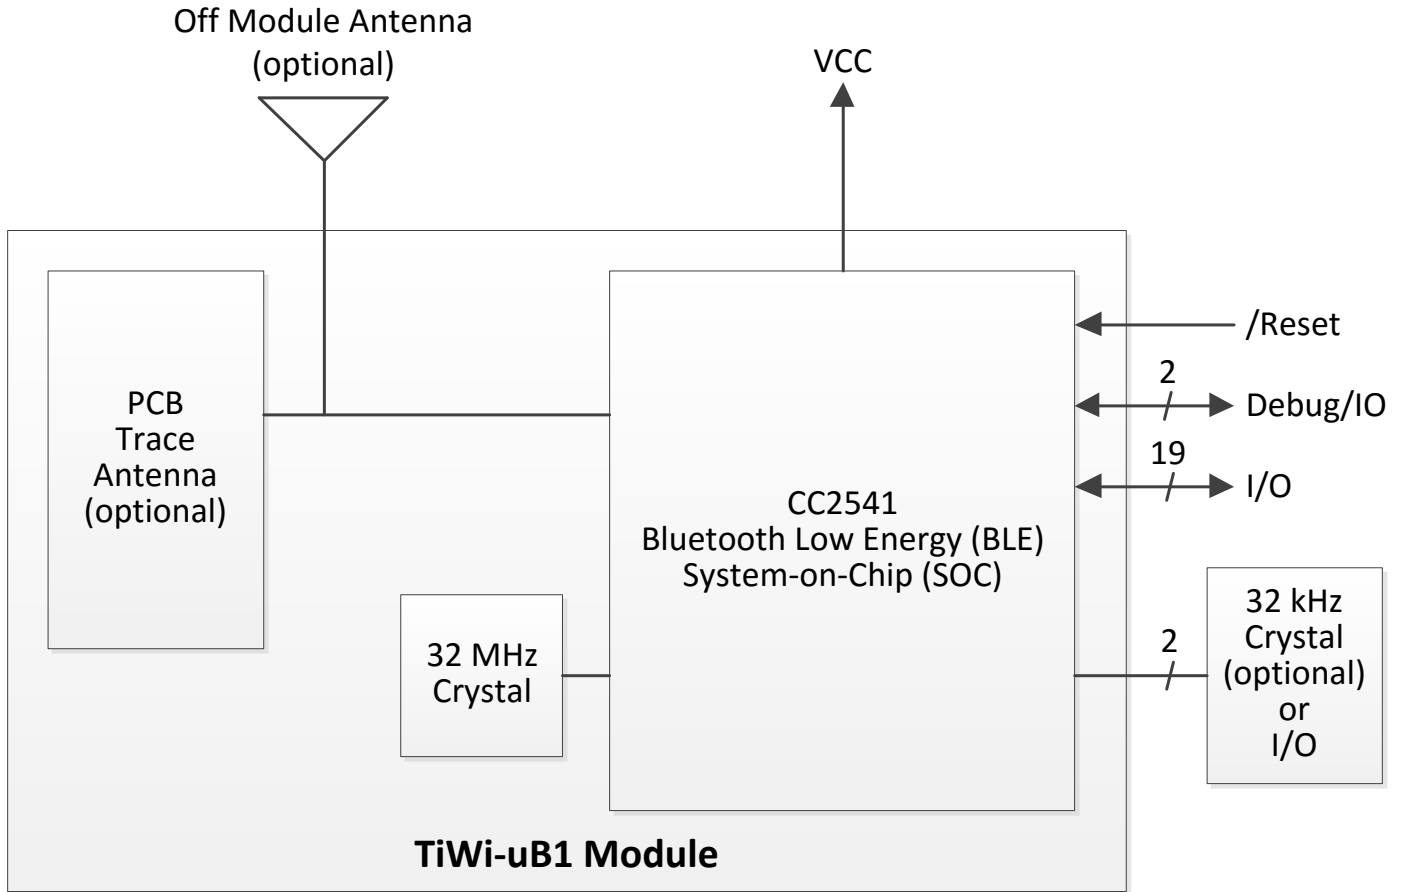 Off Module Antenna
(optional)
VCC
PCB
Trace
Antenna
(optional)
CC2541
Bluetooth Low Energy (BLE)
System-on-Chip (SOC)
32 MHz
Crystal
/Reset
2
Debug/IO
19
I/O
2
32 kHz
Crystal
(optional)
or
I/O
TiWi-uB1 Module